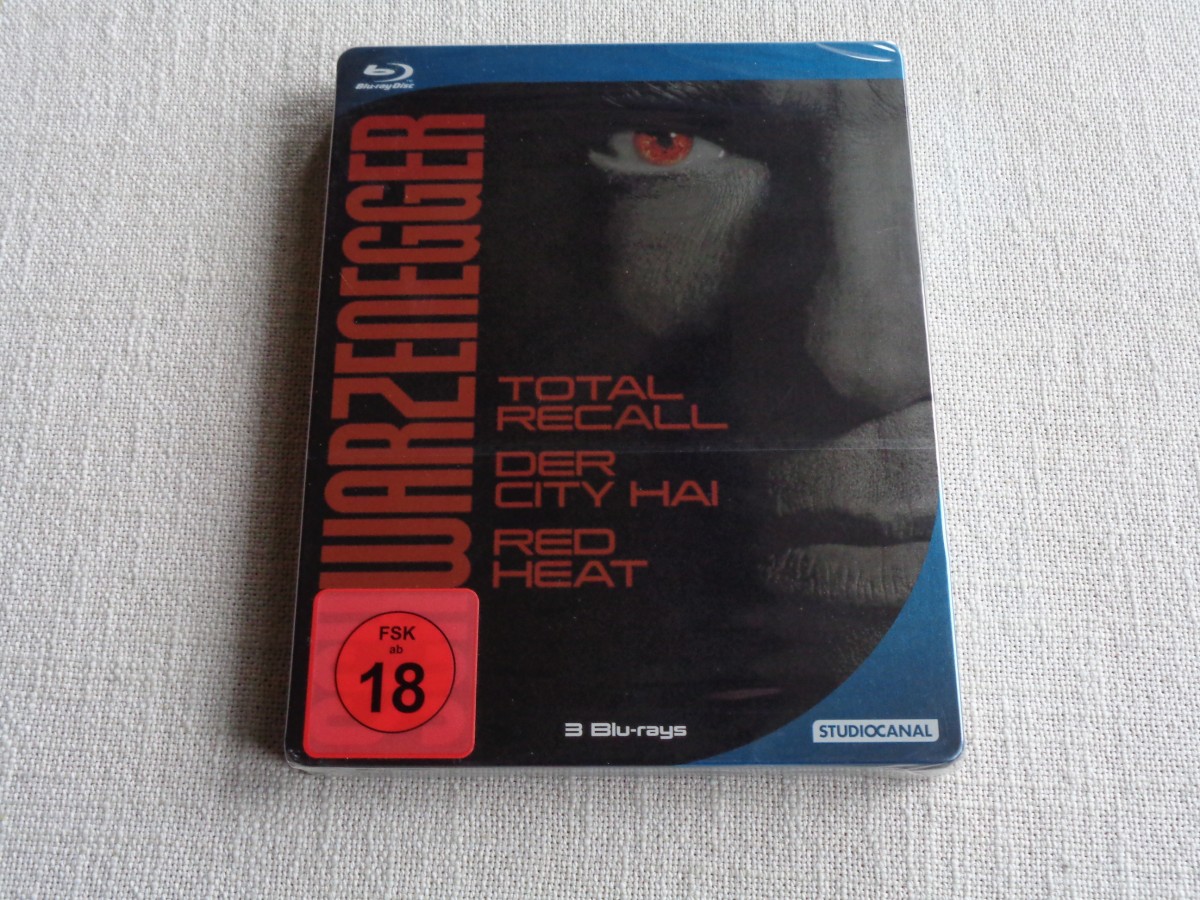 Blu-ray Disc
WARZENEGGER
TOTAL
RECALL
DER
CITY HAI
RED
HEAT
FSK
ab
18
3 Blu-rays
STUDIOCANAL